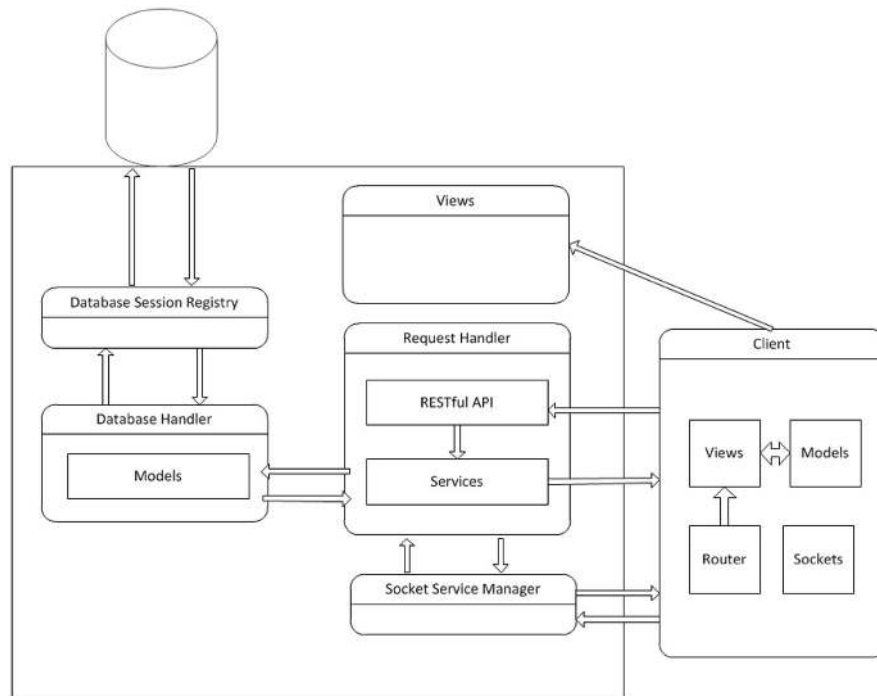 Views
Database Session Registry
Request Handler
Client
RESTful API
Database Handler
Views
Models
Models
Services
Router
Sockets
Socket Service Manager